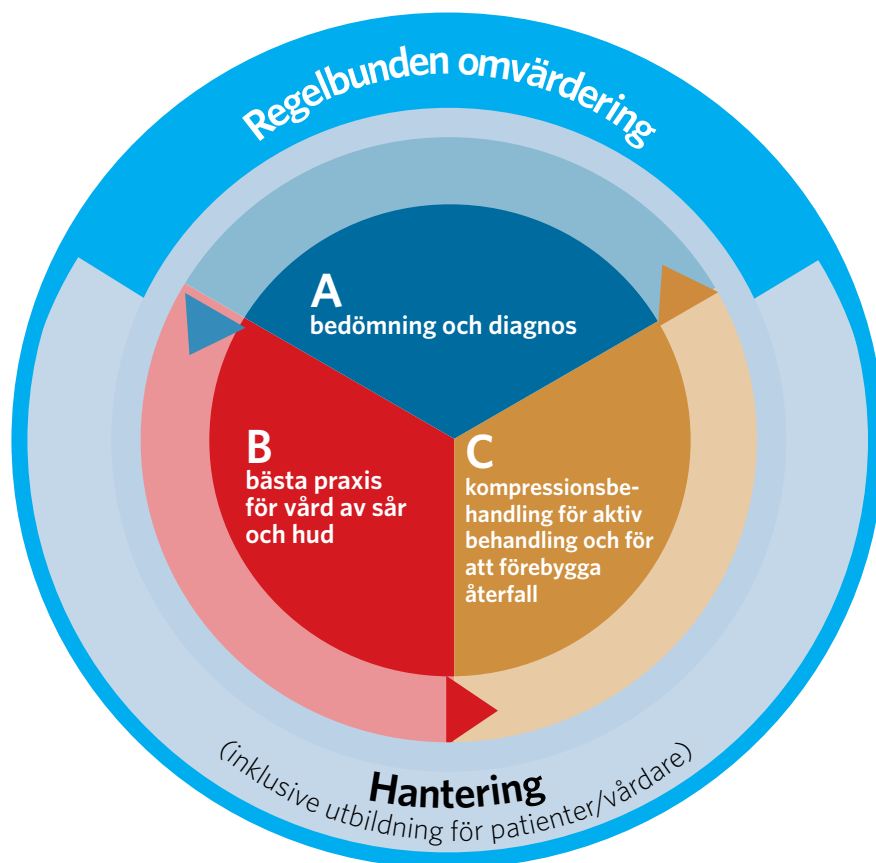 Regelbunden omvärdering
A
bedömning och diagnos
B
bästa praxis
för vård av sår
och hud
C
kompressionsbe-
handling för aktiv
behandling och för
att förebygga
återfall
Hantering
(inklusive utbildning för patienter/vårdare)